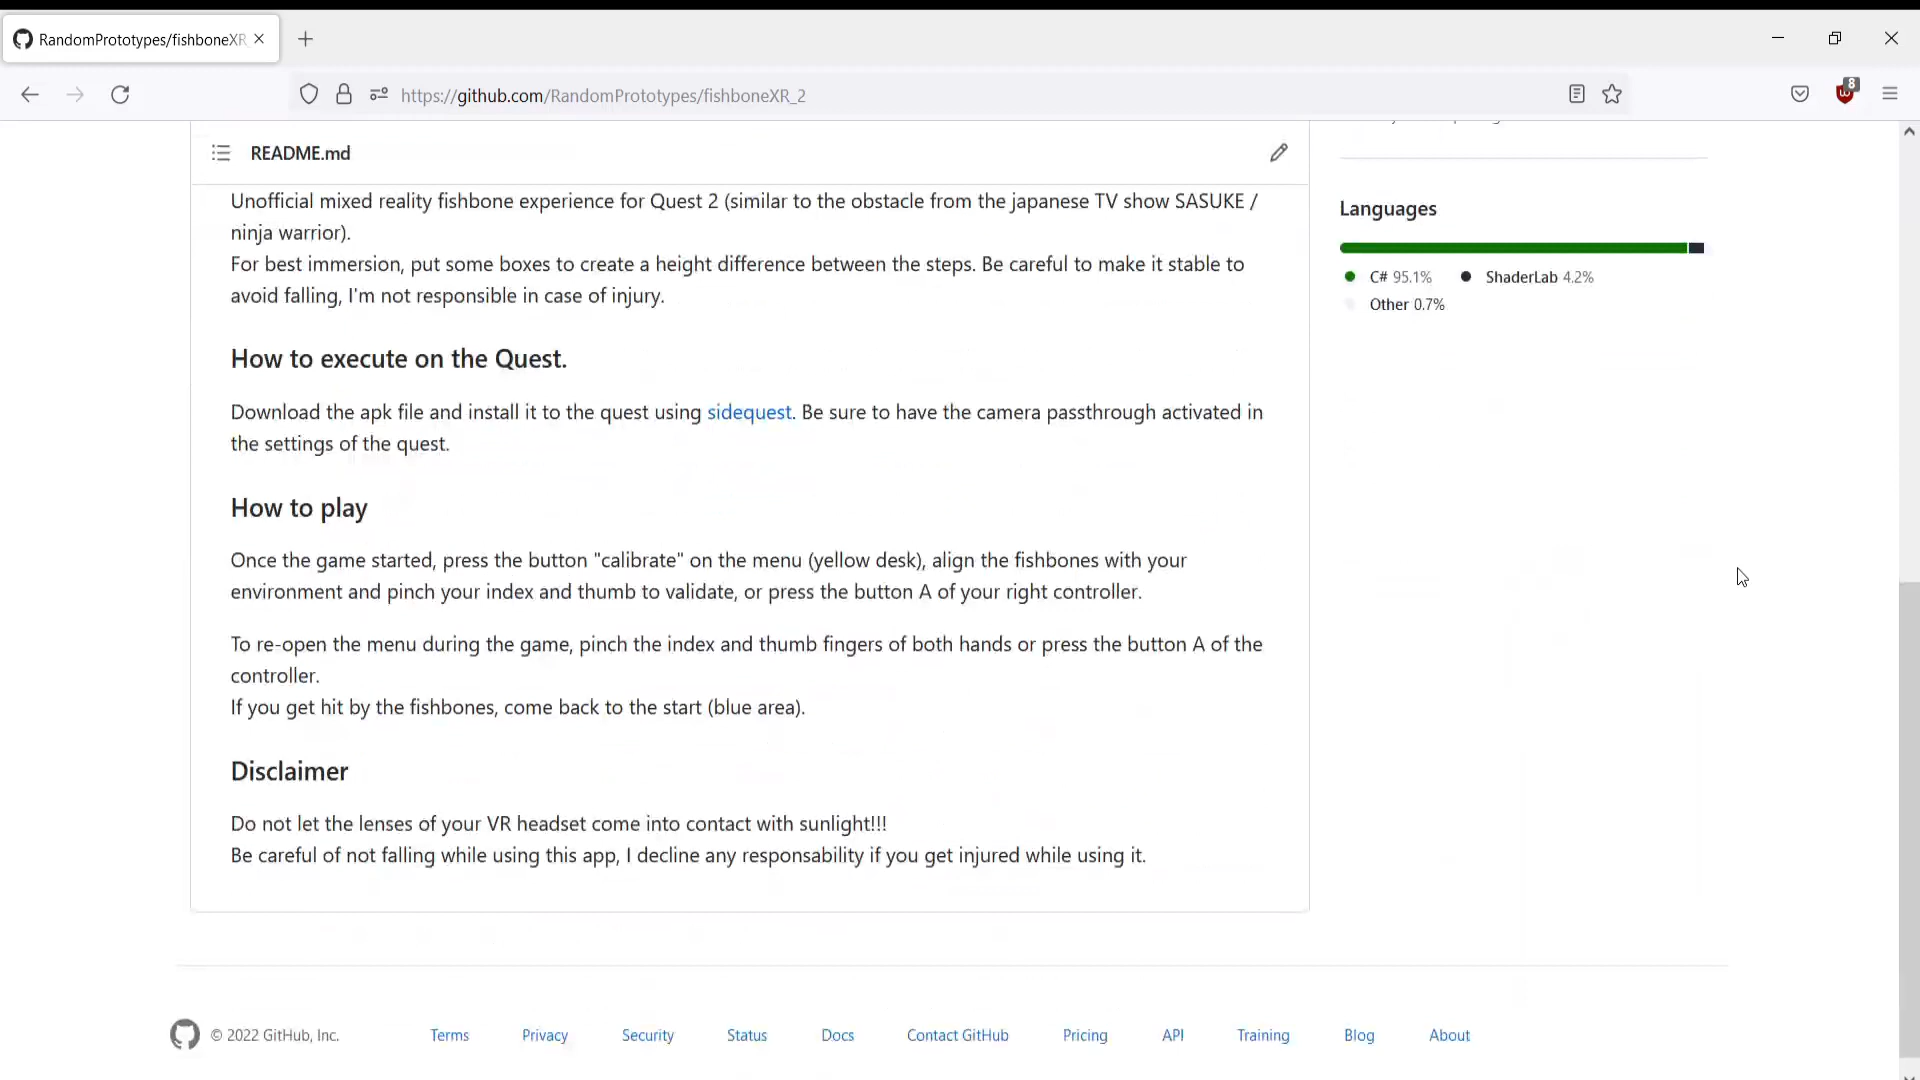 RandomPrototypes/fishboneXR
8
https://github.com/RandomPrototypes/fishboneXR_2
README.md
Unofficial mixed reality fishbone experience for Quest 2 (similar to the obstacle from the japanese TV show SASUKE /
ninja warrior).
For best immersion, put some boxes to create a height difference between the steps. Be careful to make it stable to
avoid falling, I'm not responsible in case of injury.
How to execute on the Quest.
Download the apk file and install it to the quest using sidequest. Be sure to have the camera passthrough activated in
the settings of the quest.
How to play
Once the game started, press the button "calibrate" on the menu (yellow desk), align the fishbones with your
environment and pinch your index and thumb to validate, or press the button A of your right controller.
To re-open the menu during the game, pinch the index and thumb fingers of both hands or press the button A of the
controller.
If you get hit by the fishbones, come back to the start (blue area).
Disclaimer
Do not let the lenses of your VR headset come into contact with sunlight!!!
Be careful of not falling while using this app, I decline any responsability if you get injured while using it.
Languages
C# 95.1% ShaderLab 4.2%
Other 0.7%
© 2022 GitHub, Inc. Terms Privacy Security Status Docs Contact GitHub Pricing API Training Blog About